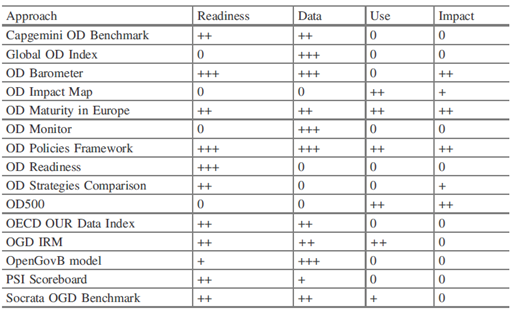 Approach Readiness Data Use Impact
Capgemini OD Benchmark ++ ++ 0 0
Global OD Index 0 +++ 0 0
OD Barometer +++ +++ 0 ++
OD Impact Map 0 0 ++ +
OD Maturity in Europe ++ ++ ++ ++
OD Monitor 0 +++ 0 0
OD Policies Framework +++ +++ ++ ++
OD Readiness +++ 0 0 0
OD Strategies Comparison ++ 0 0 +
OD500 0 0 ++ ++
OECD OUR Data Index ++ ++ 0 0
OGD IRM ++ ++ ++ 0
OpenGovB model + +++ 0 0
PSI Scoreboard ++ + 0 0
Socrata OGD Benchmark ++ ++ + 0